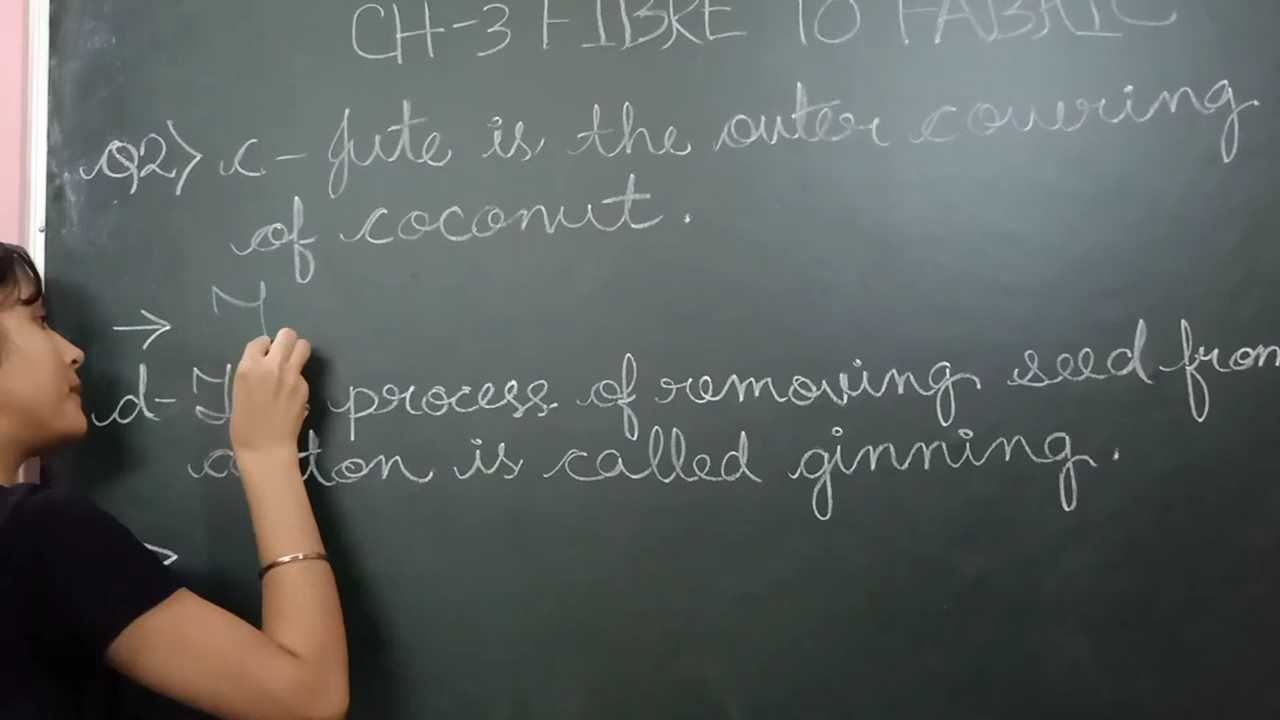 CH-3 FIBRE TO FABRIC
Q2> c- Jute is the outer covering
of coconut.
→
d- process of removing seed from
cotton is called ginning.